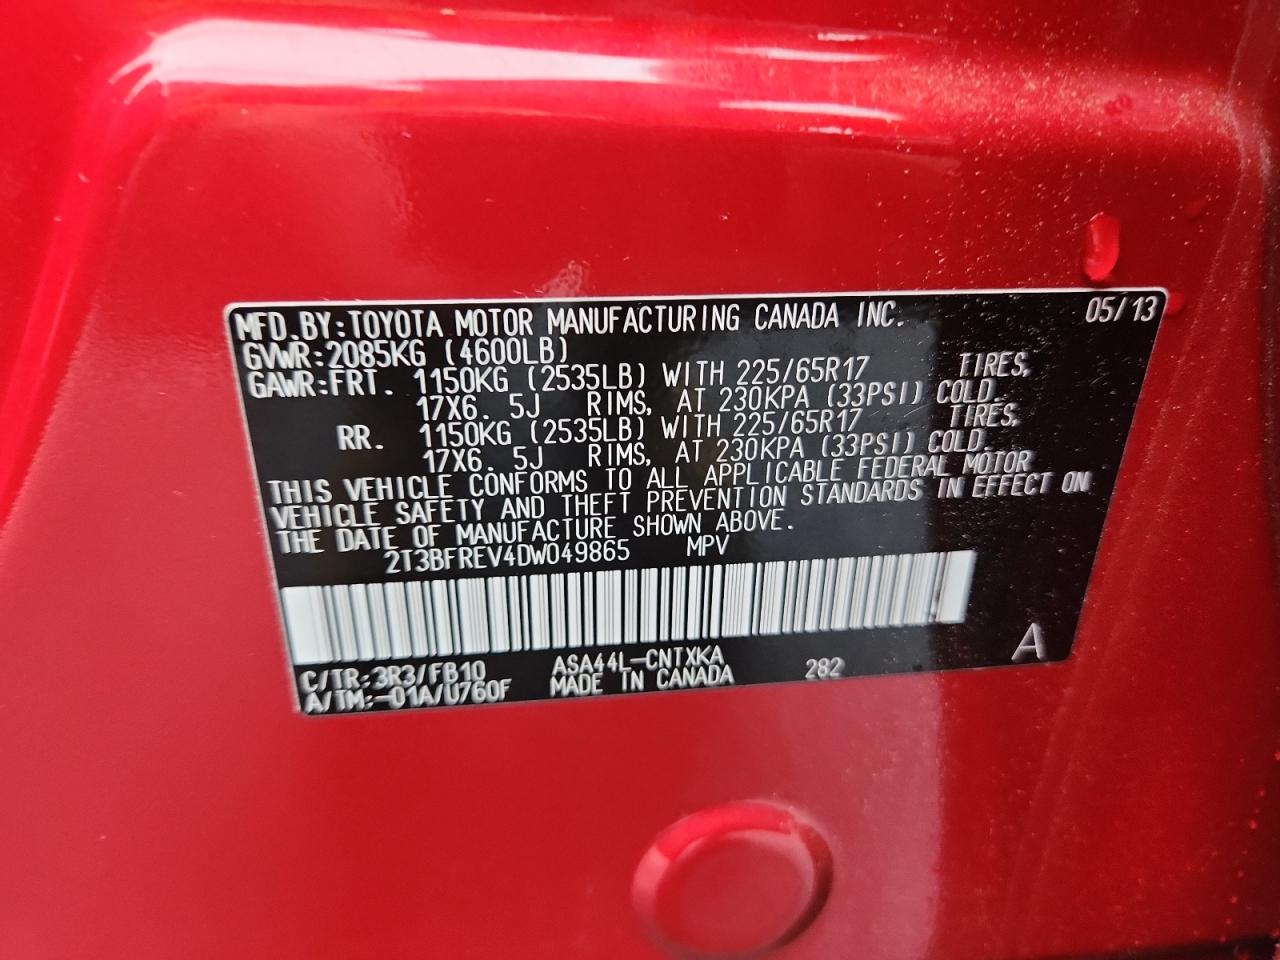 MFD.BY:TOYOTA MOTOR MANUFACTURING CANADA INC. 05/13
GVWR:2085KG (4600LB)
GAWR:FRT. 1150KG (2535LB) WITH 225/65R17 TIRES,
17X6. 5J RIMS, AT 230KPA (33PSI) COLD.
RR. 1150KG (2535LB) WITH 225/65R17 TIRES,
17X6. 5J RIMS, AT 230KPA (33PSI) COLD.
THIS VEHICLE CONFORMS TO ALL APPLICABLE FEDERAL MOTOR
VEHICLE SAFETY AND THEFT PREVENTION STANDARDS IN EFFECT ON
THE DATE OF MANUFACTURE SHOWN ABOVE.
2T3BFREV4DW049865 MPV
C/TR:3R3/FB10 ASA44L-CNTXKA 282 A
A/TM:-01A/U760F MADE IN CANADA